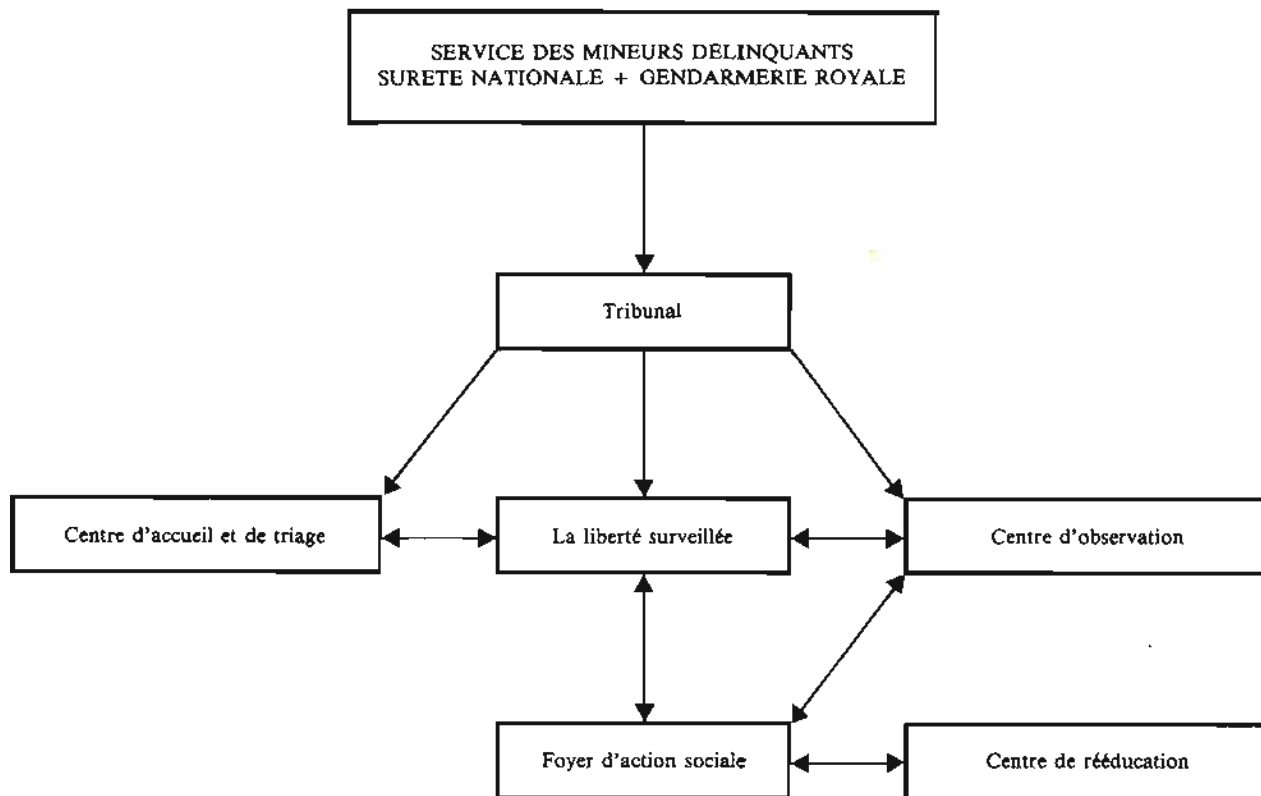 SERVICE DES MINEURS DELINQUANTS
SURETE NATIONALE + GENDARMERIE ROYALE
Tribunal
Centre d'accueil et de triage
La liberté surveillée
Centre d'observation
Foyer d'action sociale
Centre de rééducation